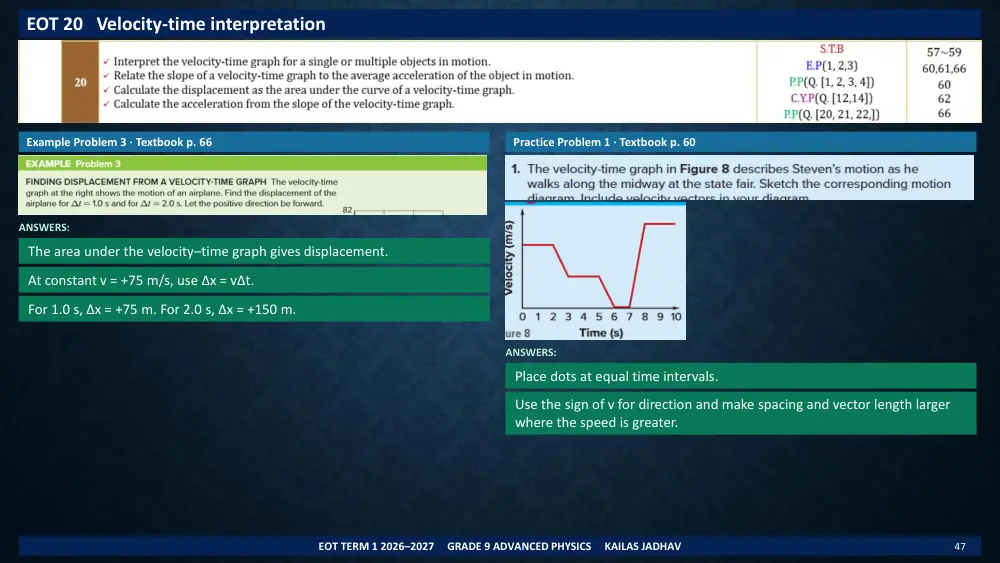 EOT 20 Velocity-time interpretation
20
✓ Interpret the velocity-time graph for a single or multiple objects in motion.
✓ Relate the slope of a velocity-time graph to the average acceleration of the object in motion.
✓ Calculate the displacement as the area under the curve of a velocity-time graph.
✓ Calculate the acceleration from the slope of the velocity-time graph.
S.T.B
E.P(1, 2,3)
P.P(Q. [1, 2, 3, 4])
C.Y.P(Q. [12,14])
P.P(Q. [20, 21, 22,])
57~59
60,61,66
60
62
66
Example Problem 3 · Textbook p. 66
EXAMPLE Problem 3
FINDING DISPLACEMENT FROM A VELOCITY-TIME GRAPH The velocity-time
graph at the right shows the motion of an airplane. Find the displacement of the
airplane for Δt = 1.0 s and for Δt = 2.0 s. Let the positive direction be forward.
82
ANSWERS:
The area under the velocity–time graph gives displacement.
At constant v = +75 m/s, use Δx = vΔt.
For 1.0 s, Δx = +75 m. For 2.0 s, Δx = +150 m.
Practice Problem 1 · Textbook p. 60
1. The velocity-time graph in Figure 8 describes Steven's motion as he
walks along the midway at the state fair. Sketch the corresponding motion
diagram. Include velocity vectors in your diagram.
Velocity (m/s)
0 1 2 3 4 5 6 7 8 9 10
ure 8 Time (s)
ANSWERS:
Place dots at equal time intervals.
Use the sign of v for direction and make spacing and vector length larger
where the speed is greater.
EOT TERM 1 2026–2027 GRADE 9 ADVANCED PHYSICS KAILAS JADHAV
47